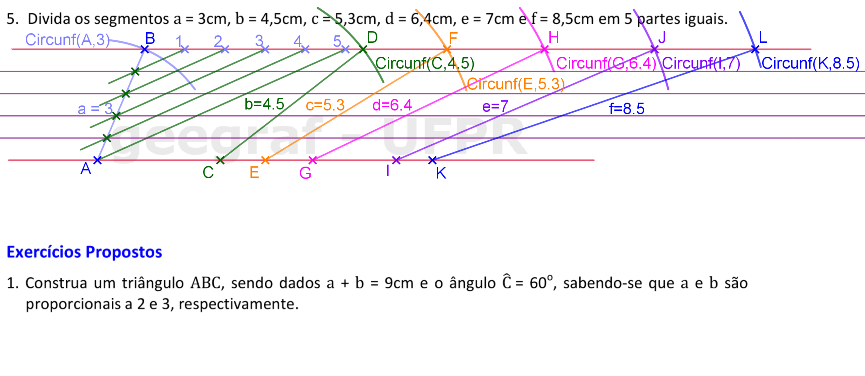 5. Divida os segmentos a = 3cm, b = 4,5cm, c = 5,3cm, d = 6,4cm, e = 7cm e f = 8,5cm em 5 partes iguais.
Circunf(A,3) B 1 2 3 4 5 D F H J L
Circunf(C,4,5) Circunf(G,6.4) Circunf(I,7) Circunf(K,8.5)
Circunf(E,5.3)
a = 3 b=4.5 c=5.3 d=6.4 e=7 f=8.5
geegraf - UFPR
A C E G I K
Exercícios Propostos
1. Construa um triângulo ABC, sendo dados a + b = 9cm e o ângulo Ĉ = 60º, sabendo-se que a e b são
proporcionais a 2 e 3, respectivamente.